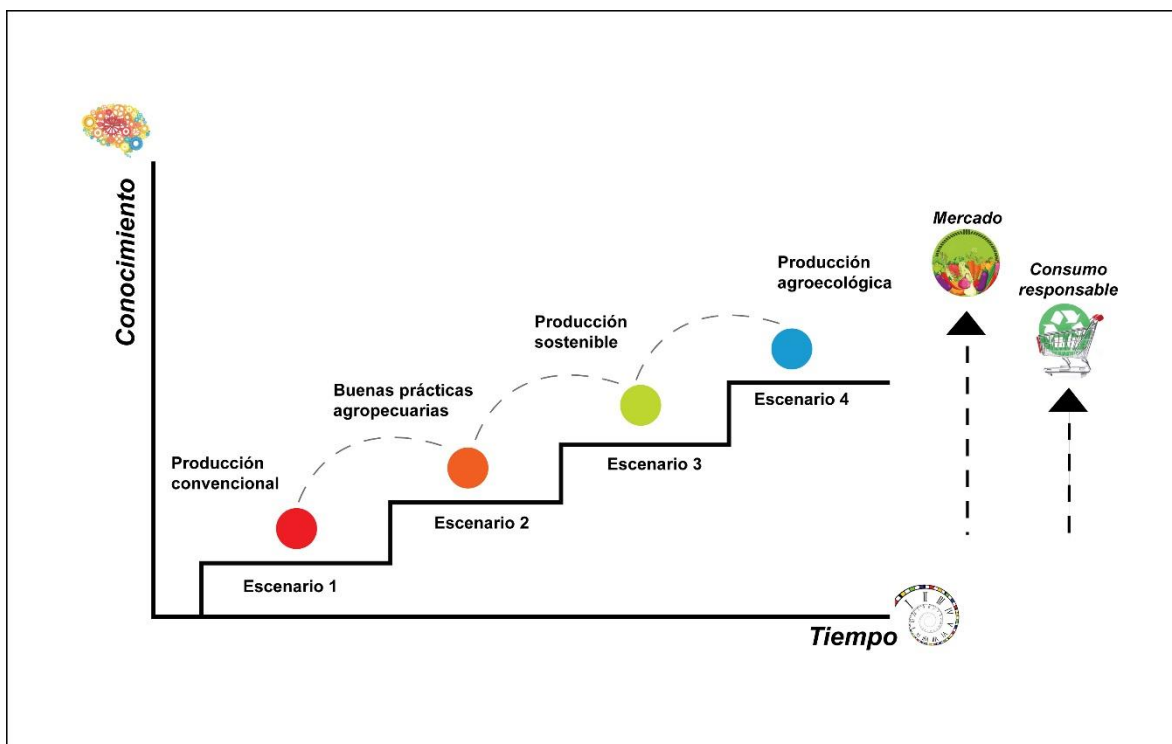 Conocimiento
Mercado
Consumo
responsable
Producción
agroecológica
Producción
sostenible
Buenas prácticas
agropecuarias
Producción
convencional
Escenario 4
Escenario 3
Escenario 2
Escenario 1
Tiempo